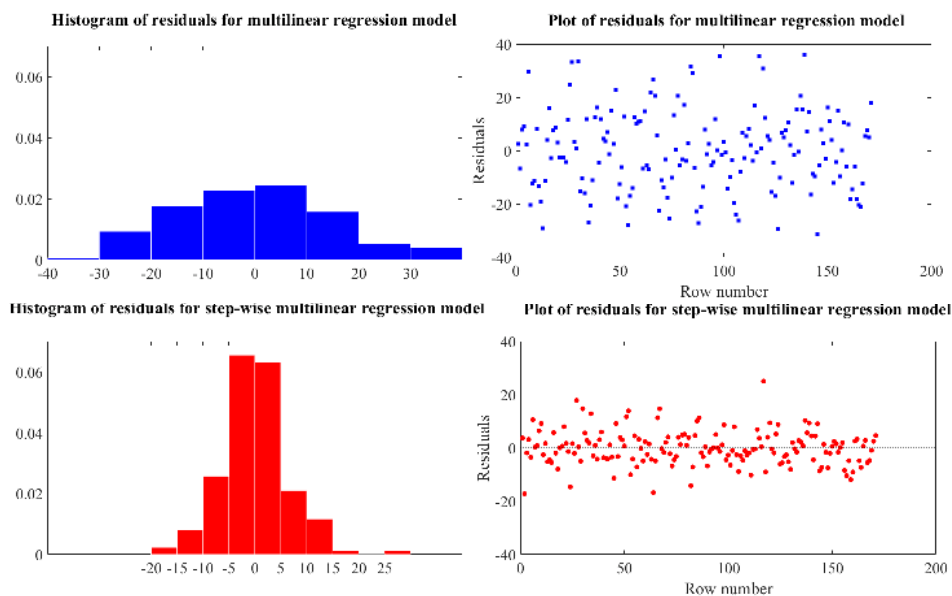 Histogram of residuals for multilinear regression model
0.06
0.04
0.02
0
-40 -30 -20 -10 0 10 20 30
Plot of residuals for multilinear regression model
40
20
0
-20
-40
Residuals
0 50 100 150 200
Row number
Histogram of residuals for step-wise multilinear regression model
0.06
0.04
0.02
0
-20 -15 -10 -5 0 5 10 15 20 25
Plot of residuals for step-wise multilinear regression model
40
20
0
-20
-40
Residuals
0 50 100 150 200
Row number